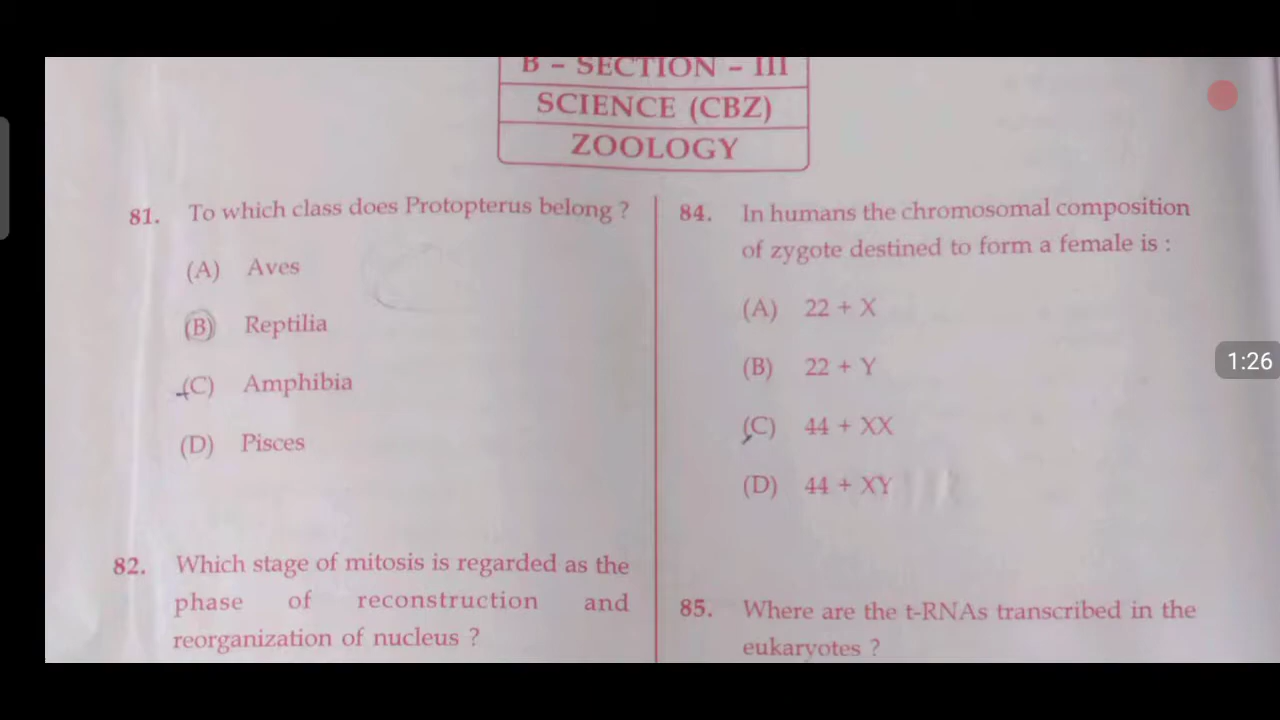 B - SECTION - III
SCIENCE (CBZ)
ZOOLOGY
81. To which class does Protopterus belong ?
(A) Aves
(B) Reptilia
(C) Amphibia
(D) Pisces
82. Which stage of mitosis is regarded as the
phase of reconstruction and
reorganization of nucleus ?
84. In humans the chromosomal composition
of zygote destined to form a female is :
(A) 22 + X
(B) 22 + Y
(C) 44 + XX
(D) 44 + XY
85. Where are the t-RNAs transcribed in the
eukaryotes ?
1:26